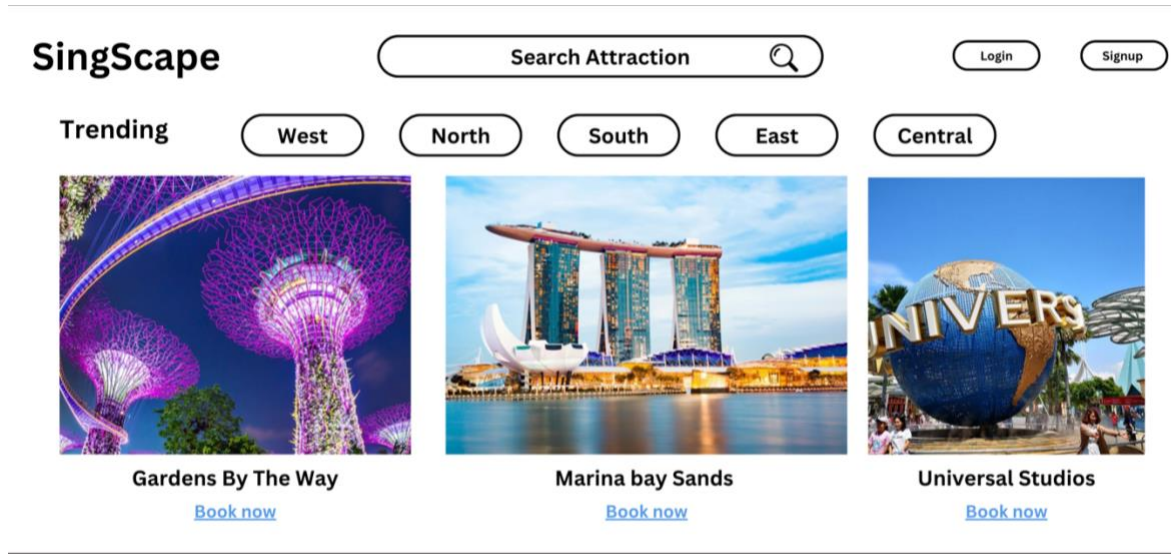 SingScape
Search Attraction
Login
Signup
Trending
West
North
South
East
Central
UNIVERS
Gardens By The Way
Marina bay Sands
Universal Studios
Book now
Book now
Book now